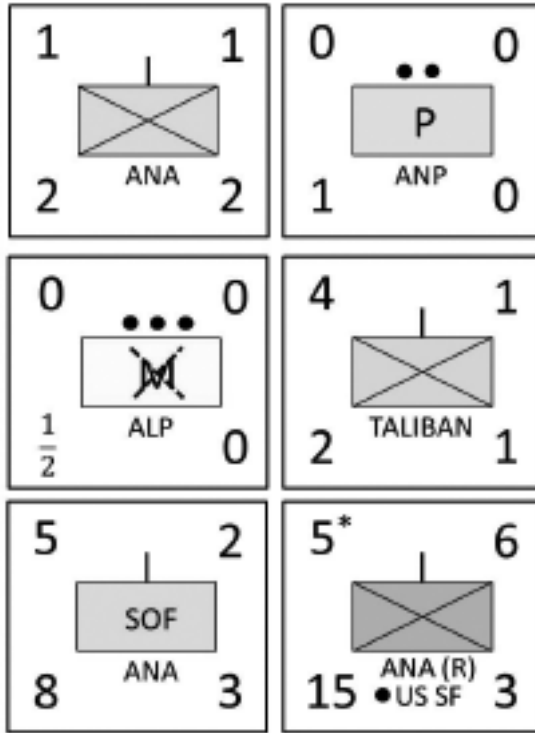 1 1
ANA
2 2
0 0
P
ANP
1 0
0 0
M
ALP
1/2 0
4 1
TALIBAN
2 1
5 2
SOF
ANA
8 3
5* 6
ANA (R)
15 ●US SF 3